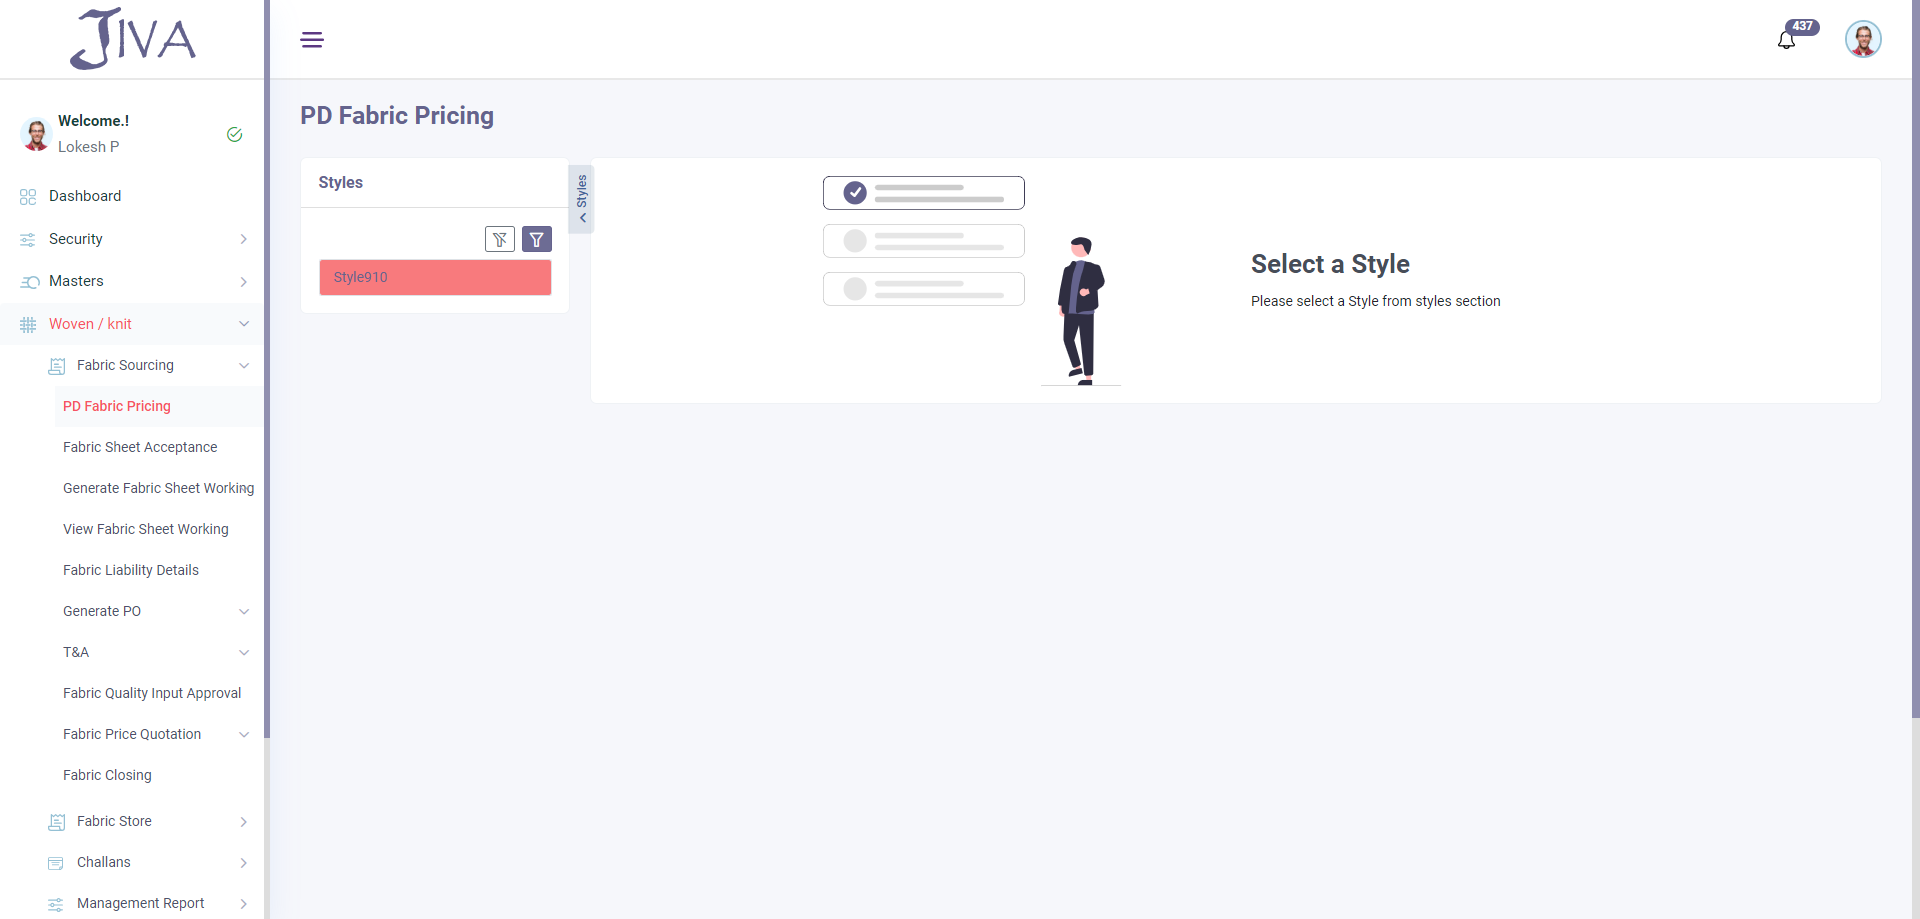 JIVA
437
Welcome.!
Lokesh P
Dashboard
Security
Masters
Woven / knit
Fabric Sourcing
PD Fabric Pricing
Fabric Sheet Acceptance
Generate Fabric Sheet Working
View Fabric Sheet Working
Fabric Liability Details
Generate PO
T&A
Fabric Quality Input Approval
Fabric Price Quotation
Fabric Closing
Fabric Store
Challans
Management Report
PD Fabric Pricing
Styles
Style910
Styles
Select a Style
Please select a Style from styles section